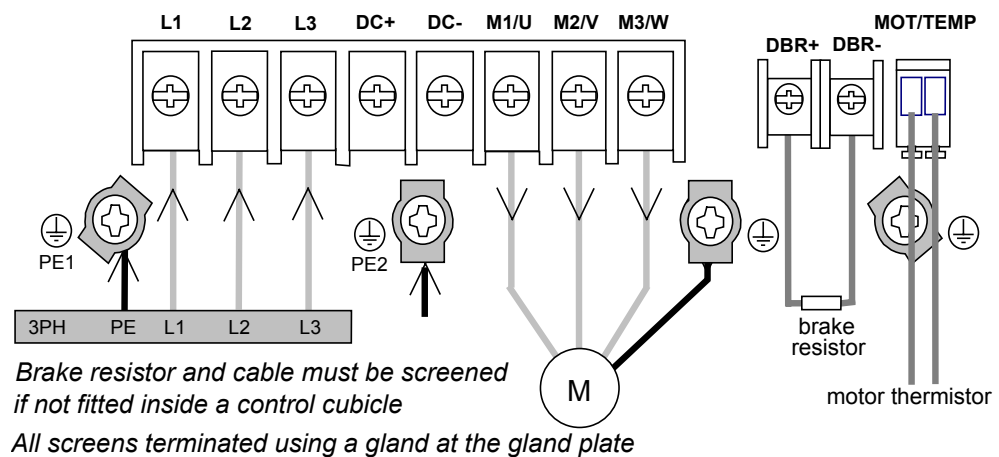 L1 L2 L3 DC+ DC- M1/U M2/V M3/W MOT/TEMP
DBR+ DBR-
PE1
PE2
3PH PE L1 L2 L3
brake
resistor
M
motor thermistor
Brake resistor and cable must be screened
if not fitted inside a control cubicle
All screens terminated using a gland at the gland plate